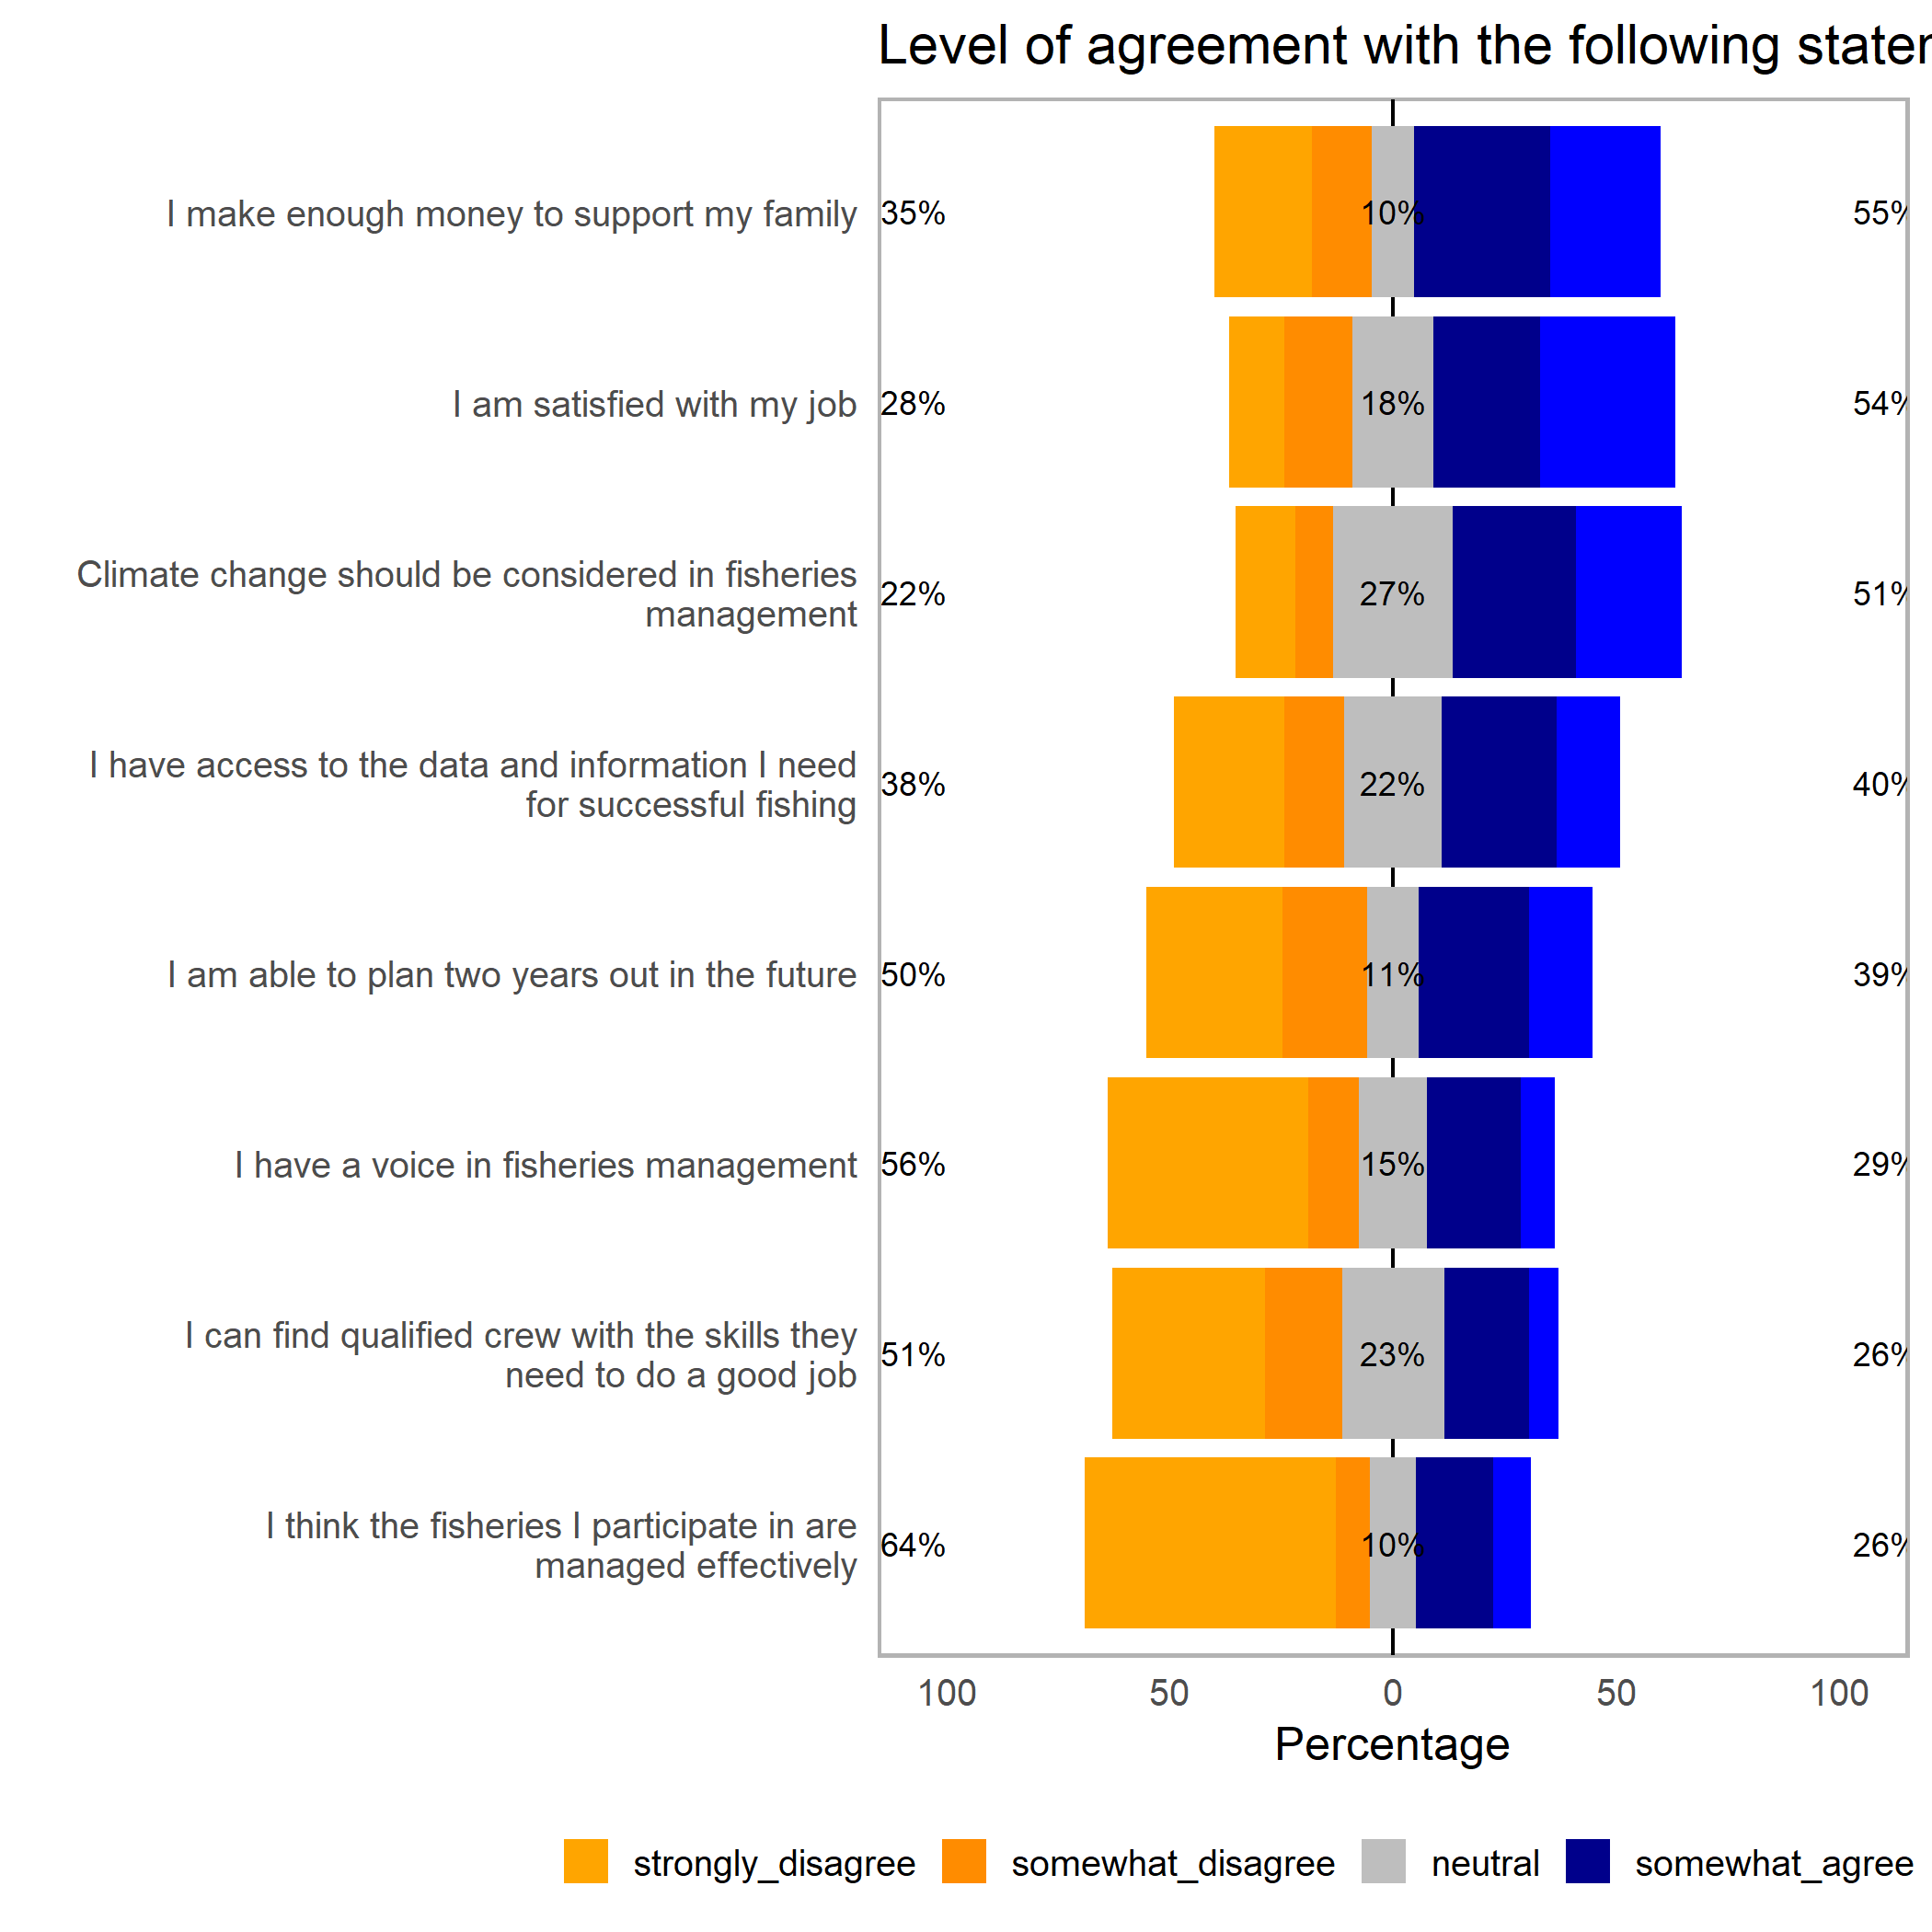 Level of agreement with the following
I make enough money to support my family
35%
10%
55%
I am satisfied with my job
28%
18%
54%
Climate change should be considered in fisheries
management
22%
27%
51%
I have access to the data and information I need
for successful fishing
38%
22%
40%
I am able to plan two years out in the future
50%
11%
39%
I have a voice in fisheries management
56%
15%
29%
I can find qualified crew with the skills they
need to do a good job
51%
23%
26%
I think the fisheries I participate in are
managed effectively
64%
10%
26%
100 50 0 50 100
Percentage
strongly_disagree somewhat_disagree neutral somewhat_agree